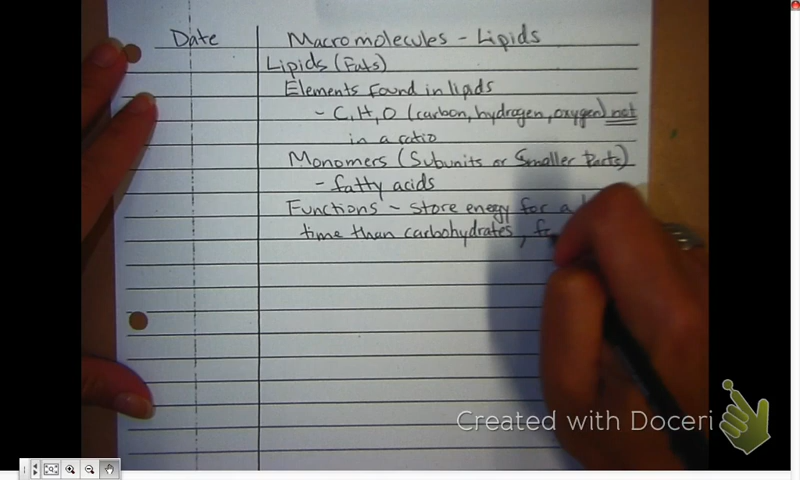 Date
Macromolecules - Lipids
Lipids (Fats)
Elements found in lipids
- C, H, O (carbon, hydrogen, oxygen) not
in a ratio
Monomers (Subunits or Smaller Parts)
- fatty acids
Functions - store energy for a
time than carbohydrates,
Created with Doceri